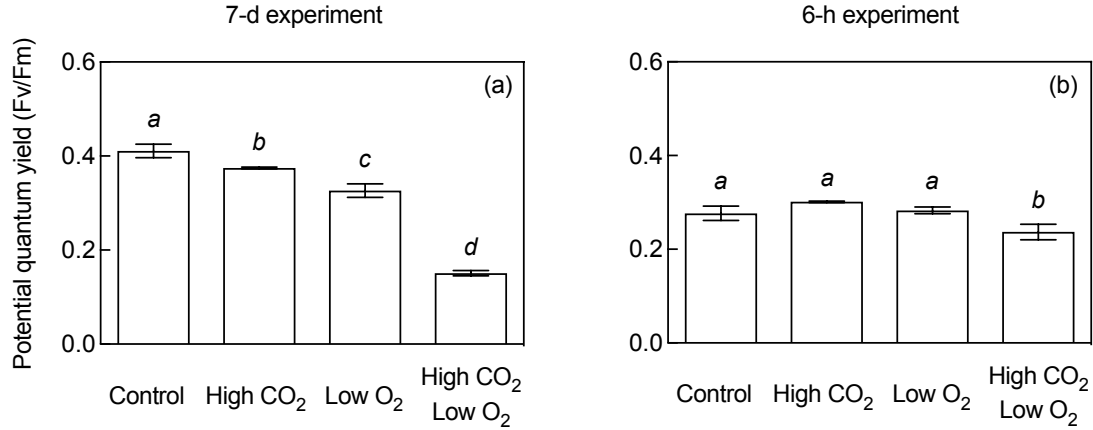 7-d experiment
6-h experiment
Potential quantum yield (Fv/Fm)
0.6
0.4
0.2
0.0
(a)
a
b
c
d
Control
High CO₂
Low O₂
High CO₂
Low O₂
0.6
0.4
0.2
0.0
(b)
a
a
a
b
Control
High CO₂
Low O₂
High CO₂
Low O₂